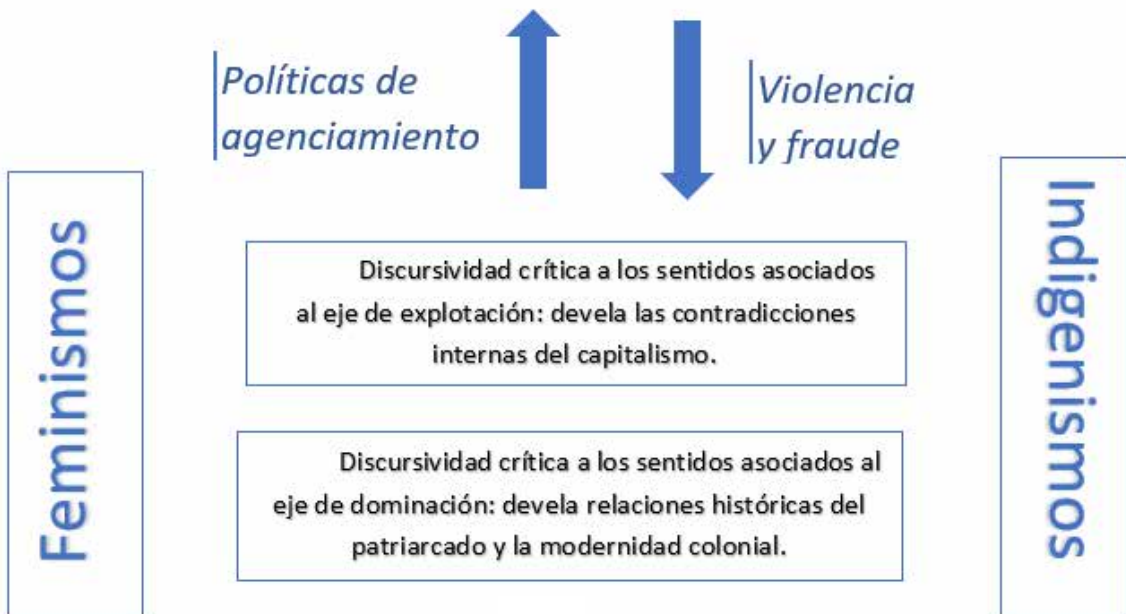 Políticas de
agenciamiento
Violencia
y fraude
Feminismos
Discursividad crítica a los sentidos asociados
al eje de explotación: devela las contradicciones
internas del capitalismo.
Discursividad crítica a los sentidos asociados al
eje de dominación: devela relaciones históricas del
patriarcado y la modernidad colonial.
Indigenismos